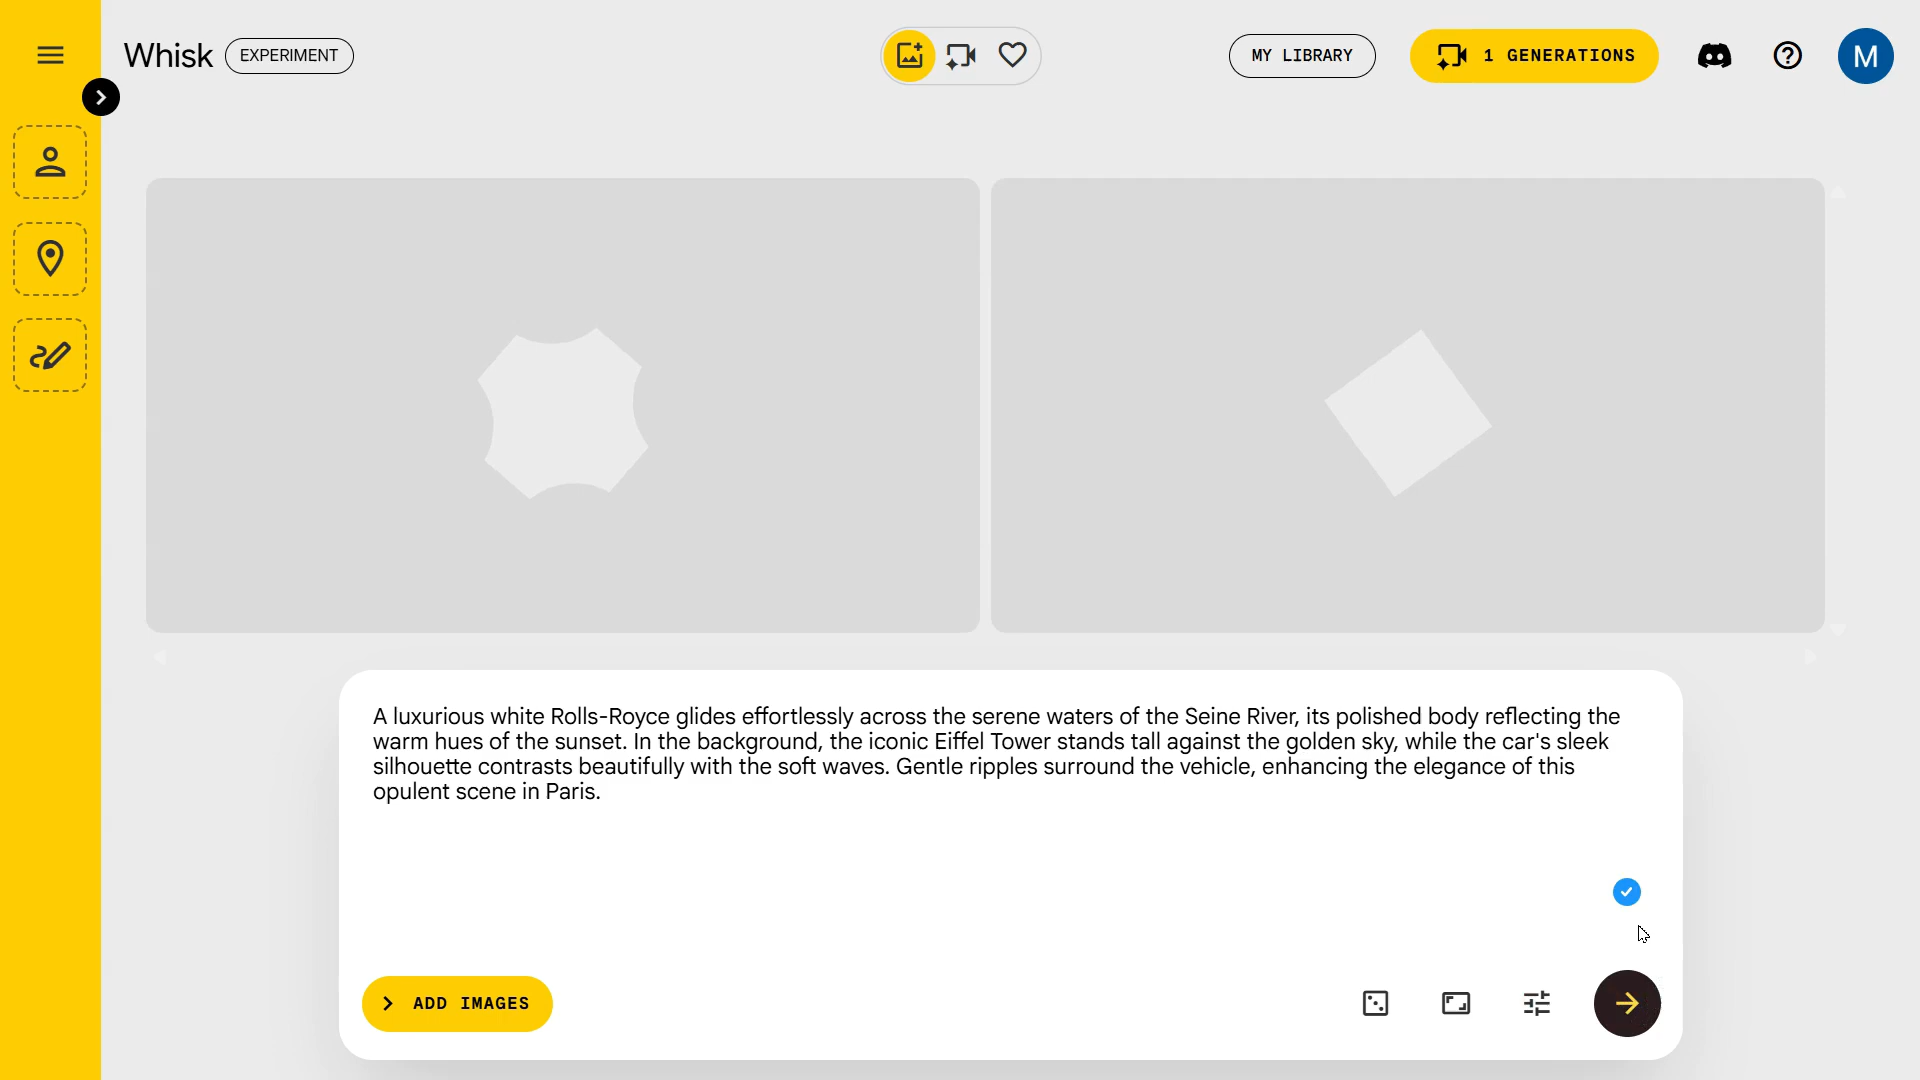 Whisk
EXPERIMENT
MY LIBRARY
1 GENERATIONS
M
A luxurious white Rolls-Royce glides effortlessly across the serene waters of the Seine River, its polished body reflecting the
warm hues of the sunset. In the background, the iconic Eiffel Tower stands tall against the golden sky, while the car's sleek
silhouette contrasts beautifully with the soft waves. Gentle ripples surround the vehicle, enhancing the elegance of this
opulent scene in Paris.
ADD IMAGES